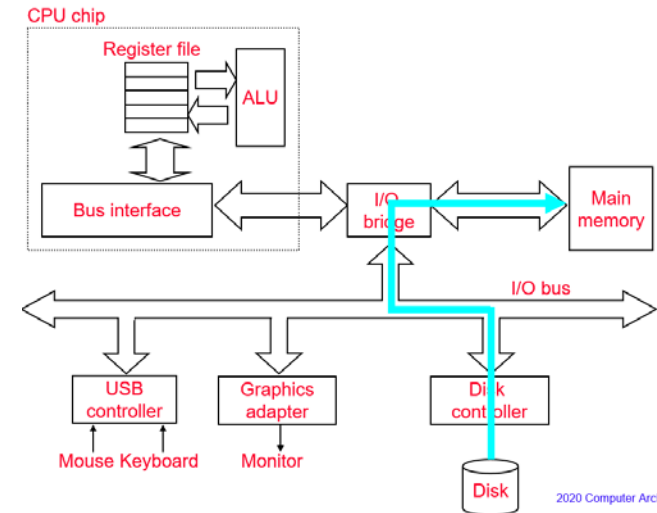 CPU chip
Register file
ALU
Bus interface
I/O
bridge
Main
memory
I/O bus
USB
controller
Graphics
adapter
Disk
controller
Mouse Keyboard
Monitor
Disk
2020 Computer Arc